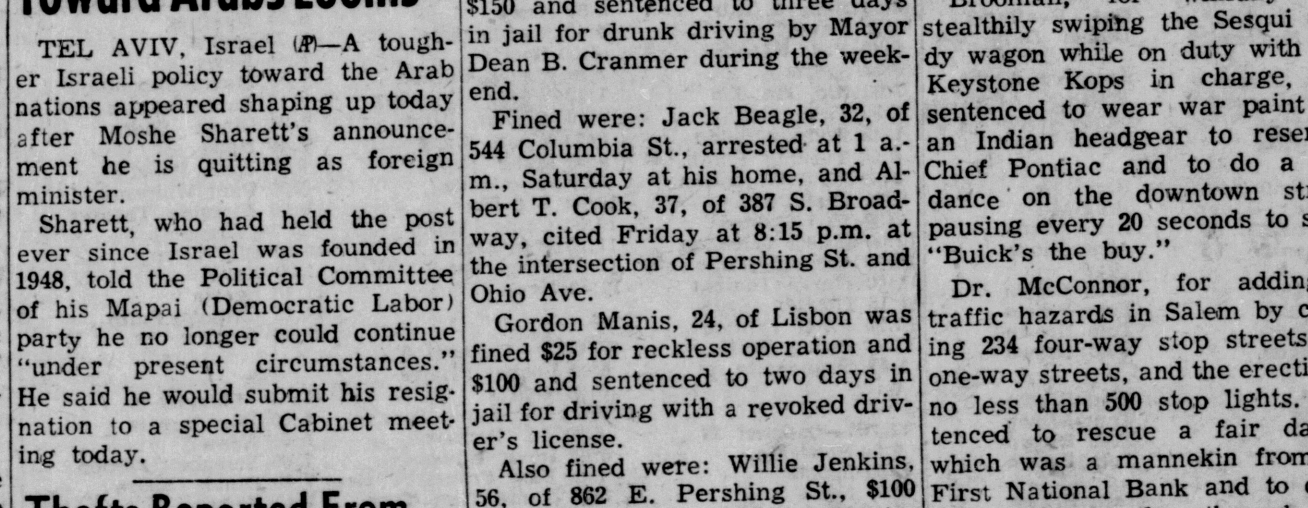 Toward Arabs Looms
TEL AVIV, Israel (AP)—A tough-
er Israeli policy toward the Arab
nations appeared shaping up today
after Moshe Sharett's announce-
ment he is quitting as foreign
minister.
Sharett, who had held the post
ever since Israel was founded in
1948, told the Political Committee
of his Mapai (Democratic Labor)
party he no longer could continue
"under present circumstances."
He said he would submit his resig-
nation to a special Cabinet meet-
ing today.
Thefts Reported From
$150 and sentenced to three days
in jail for drunk driving by Mayor
Dean B. Cranmer during the week-
end.
Fined were: Jack Beagle, 32, of
544 Columbia St., arrested at 1 a.-
m., Saturday at his home, and Al-
bert T. Cook, 37, of 387 S. Broad-
way, cited Friday at 8:15 p.m. at
the intersection of Pershing St. and
Ohio Ave.
Gordon Manis, 24, of Lisbon was
fined $25 for reckless operation and
$100 and sentenced to two days in
jail for driving with a revoked driv-
er's license.
Also fined were: Willie Jenkins,
56, of 862 E. Pershing St., $100
stealthily swiping the Sesqui
dy wagon while on duty with
Keystone Kops in charge,
sentenced to wear war paint
an Indian headgear to rese
Chief Pontiac and to do a
dance on the downtown st
pausing every 20 seconds to s
"Buick's the buy."
Dr. McConnor, for adding
traffic hazards in Salem by c
ing 234 four-way stop streets
one-way streets, and the erecti
no less than 500 stop lights.
tenced to rescue a fair da
which was a mannekin from
First National Bank and to